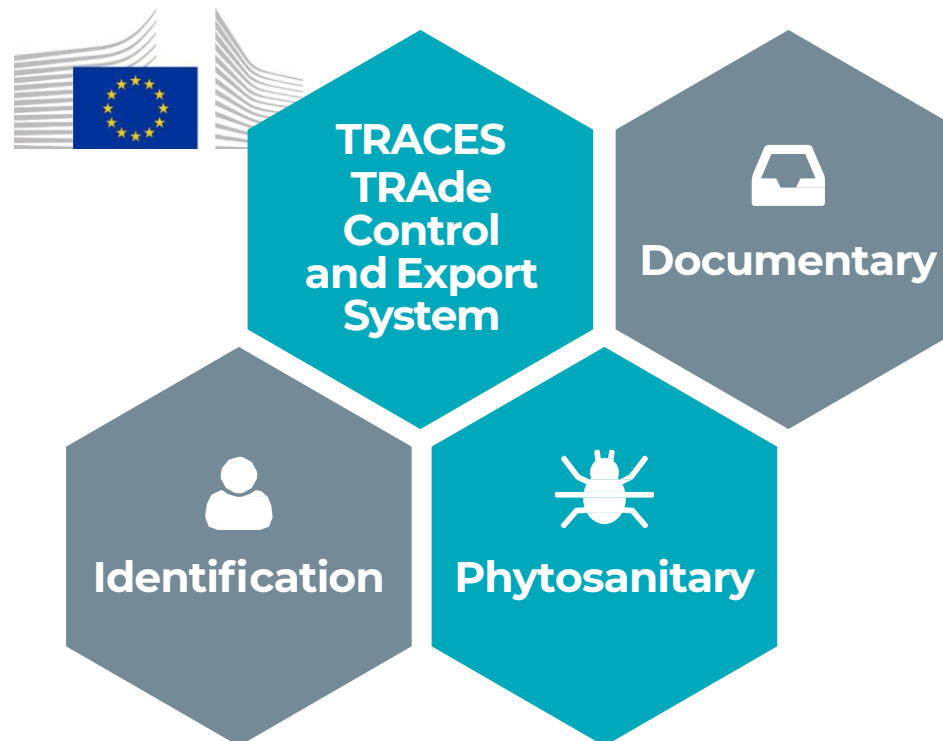 TRACES
TRAde
Control
and Export
System
Documentary
Identification
Phytosanitary